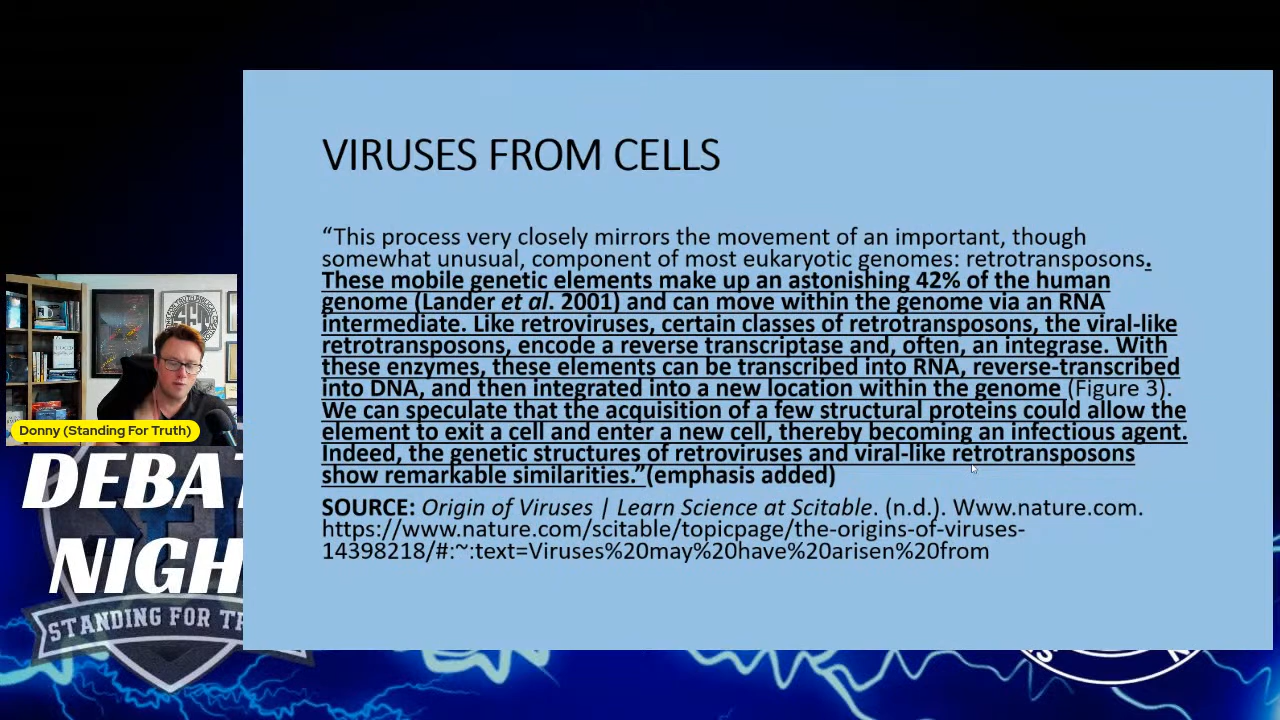 VIRUSES FROM CELLS
“This process very closely mirrors the movement of an important, though
somewhat unusual, component of most eukaryotic genomes: retrotransposons.
These mobile genetic elements make up an astonishing 42% of the human
genome (Lander et al. 2001) and can move within the genome via an RNA
intermediate. Like retroviruses, certain classes of retrotransposons, the viral-like
retrotransposons, encode a reverse transcriptase and, often, an integrase. With
these enzymes, these elements can be transcribed into RNA, reverse-transcribed
into DNA, and then integrated into a new location within the genome (Figure 3).
We can speculate that the acquisition of a few structural proteins could allow the
element to exit a cell and enter a new cell, thereby becoming an infectious agent.
Indeed, the genetic structures of retroviruses and viral-like retrotransposons
show remarkable similarities.”(emphasis added)
SOURCE: Origin of Viruses | Learn Science at Scitable. (n.d.). Www.nature.com.
https://www.nature.com/scitable/topicpage/the-origins-of-viruses-
14398218/#:~:text=Viruses%20may%20have%20arisen%20from
Donny (Standing For Truth)
DEBAT
NIGH
STANDING FOR TR